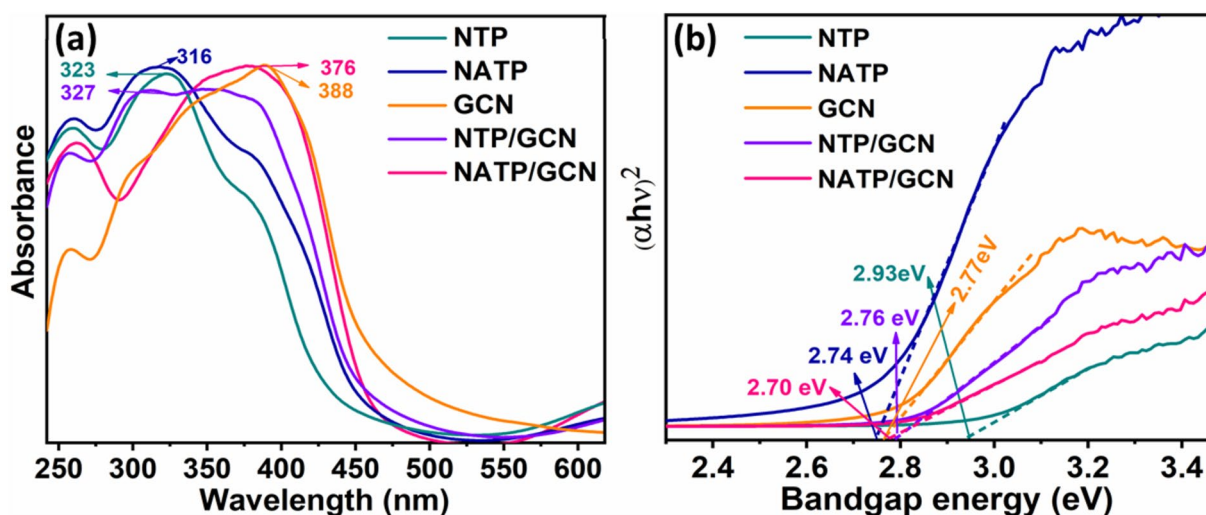 (a)
316
323
327
376
388
NTP
NATP
GCN
NTP/GCN
NATP/GCN
Absorbance
250 300 350 400 450 500 550 600
Wavelength (nm)
(b)
NTP
NATP
GCN
NTP/GCN
NATP/GCN
(αhν)²
2.93eV
2.77eV
2.76 eV
2.74 eV
2.70 eV
2.4 2.6 2.8 3.0 3.2 3.4
Bandgap energy (eV)